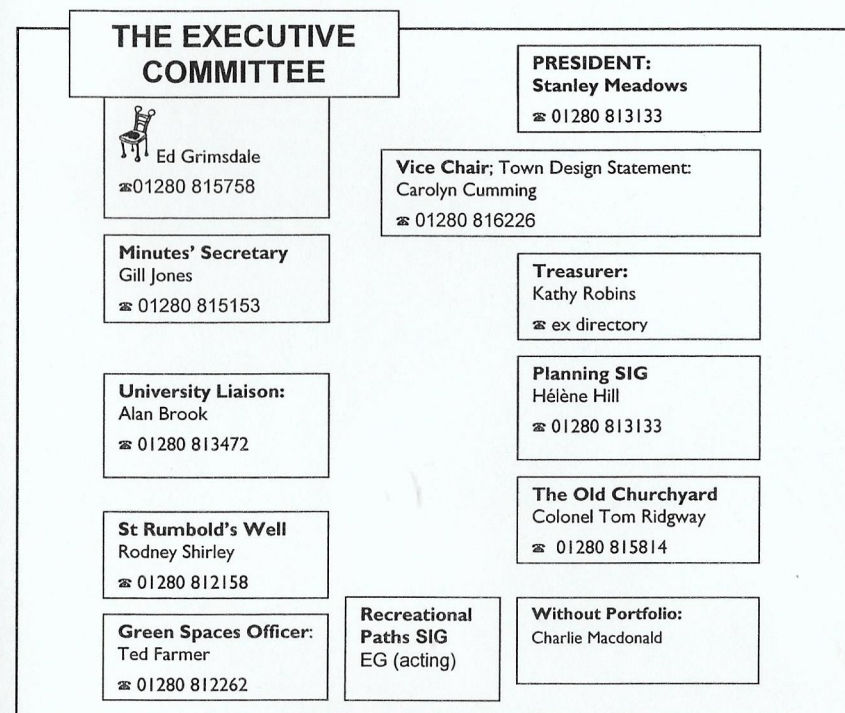 THE EXECUTIVE
COMMITTEE
Ed Grimsdale
☎01280 815758
PRESIDENT:
Stanley Meadows
☎ 01280 813133
Vice Chair; Town Design Statement:
Carolyn Cumming
☎ 01280 816226
Minutes’ Secretary
Gill Jones
☎ 01280 815153
Treasurer:
Kathy Robins
☎ ex directory
University Liaison:
Alan Brook
☎ 01280 813472
Planning SIG
Hélène Hill
☎ 01280 813133
The Old Churchyard
Colonel Tom Ridgway
☎ 01280 815814
St Rumbold’s Well
Rodney Shirley
☎ 01280 812158
Green Spaces Officer:
Ted Farmer
☎ 01280 812262
Recreational
Paths SIG
EG (acting)
Without Portfolio:
Charlie Macdonald